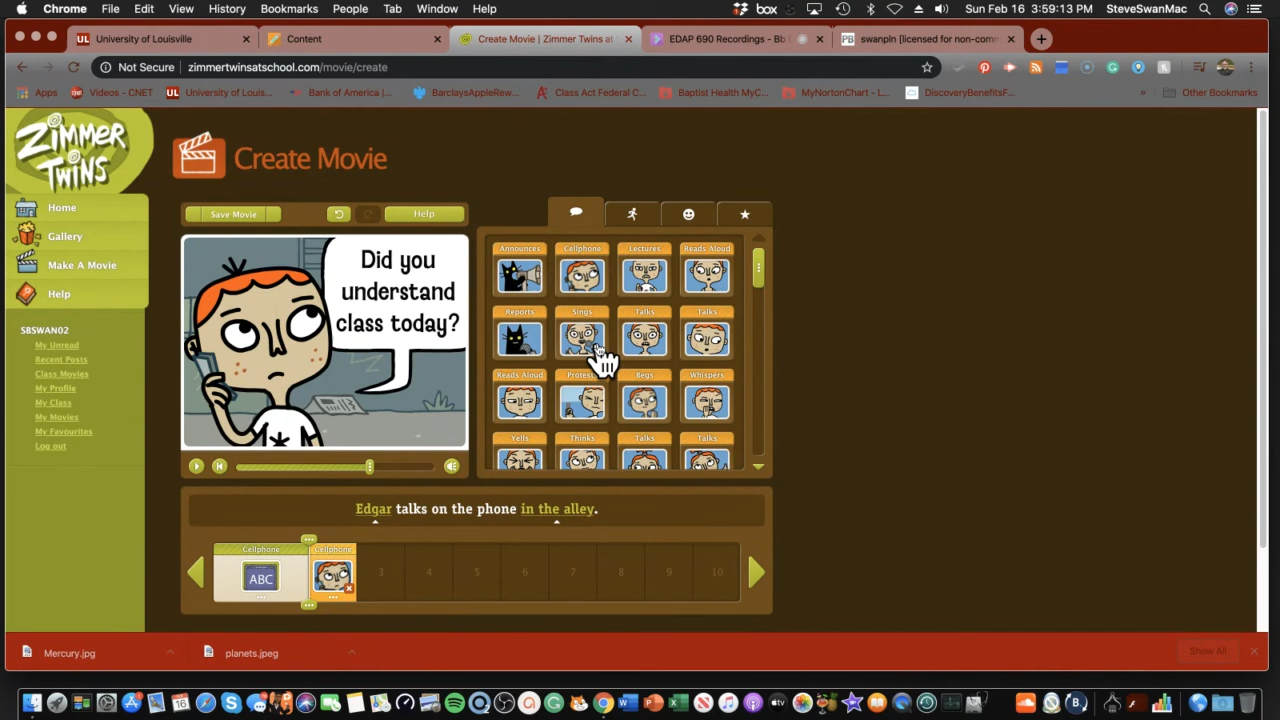 Chrome File Edit View History Bookmarks People Tab Window Help
box
Sun Feb 16 3:59:13 PM SteveSwanMac
University of Louisville
Content
Create Movie | Zimmer Twins at
EDAP 690 Recordings – Bb
swanpln [licensed for non-comm
Not Secure zimmertwinsatschool.com/movie/create
Apps Videos - CNET University of Louis... Bank of America |... BarclaysAppleRew... Class Act Federal C... Baptist Health MyC... MyNortonChart - L... DiscoveryBenefitsF... » Other Bookmarks
ZIMMER
TWINS
Create Movie
Home
Gallery
Make A Movie
Help
SBSWAN02
My Unread
Recent Posts
Class Movies
My Profile
My Class
My Movies
My Favourites
Log out
Save Movie
Help
Did you
understand
class today?
Announces Cellphone Lectures Reads Aloud
Reports Sings Talks Talks
Reads Aloud Protests Begs Whispers
Yells Thinks Talks Talks
Edgar talks on the phone in the alley.
Cellphone Cellphone
ABC
3 4 5 6 7 8 9 10
Mercury.jpg
planets.jpeg
Show All